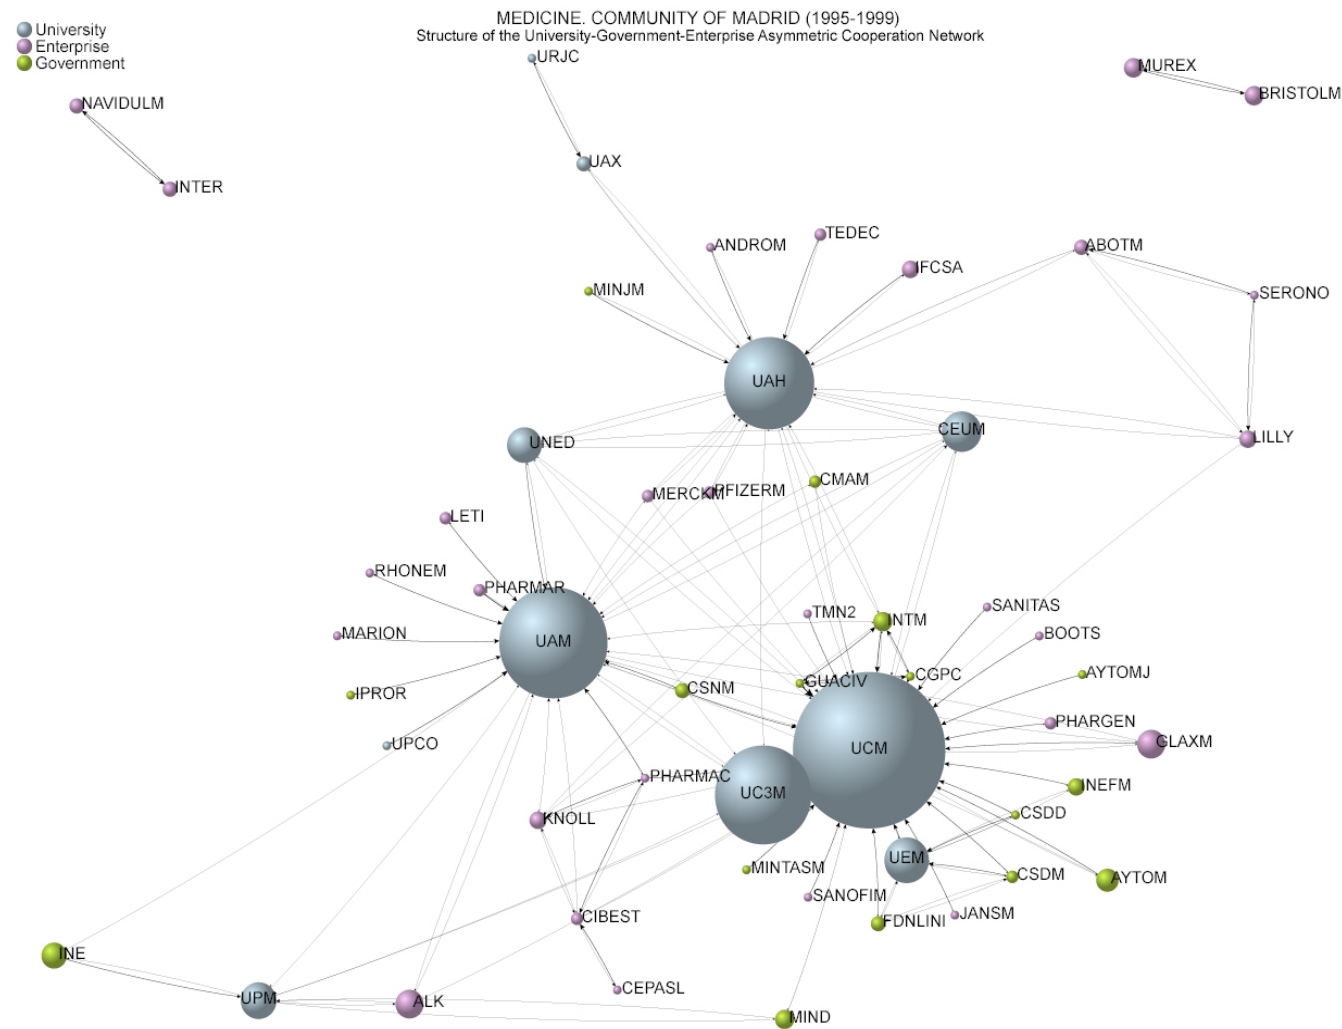 MEDICINE. COMMUNITY OF MADRID (1995-1999)
Structure of the University-Government-Enterprise Asymmetric Cooperation Network
University
Enterprise
Government
URJC
MUREX
BRISTOLM
NAVIDULM
UAX
INTER
TEDEC
ANDROM
ABOTM
IFCSA
MINJM
SERONO
UAH
CEUM
LILLY
UNED
CMAM
MERCKM
PFIZERM
LETI
RHONEM
PHARMAR
SANITAS
TMN2
INTM
MARION
BOOTS
UAM
AYTOMJ
CGPC
GUACIV
CSNM
IPROR
PHARGEN
GLAXM
UPCO
UCM
PHARMAC
INEFM
UC3M
CSDD
KNOLL
UEM
MINTASM
CSDM
AYTOM
SANOFIM
JANSM
CIBEST
FDNLINI
INE
CEPASL
UPM
ALK
MIND